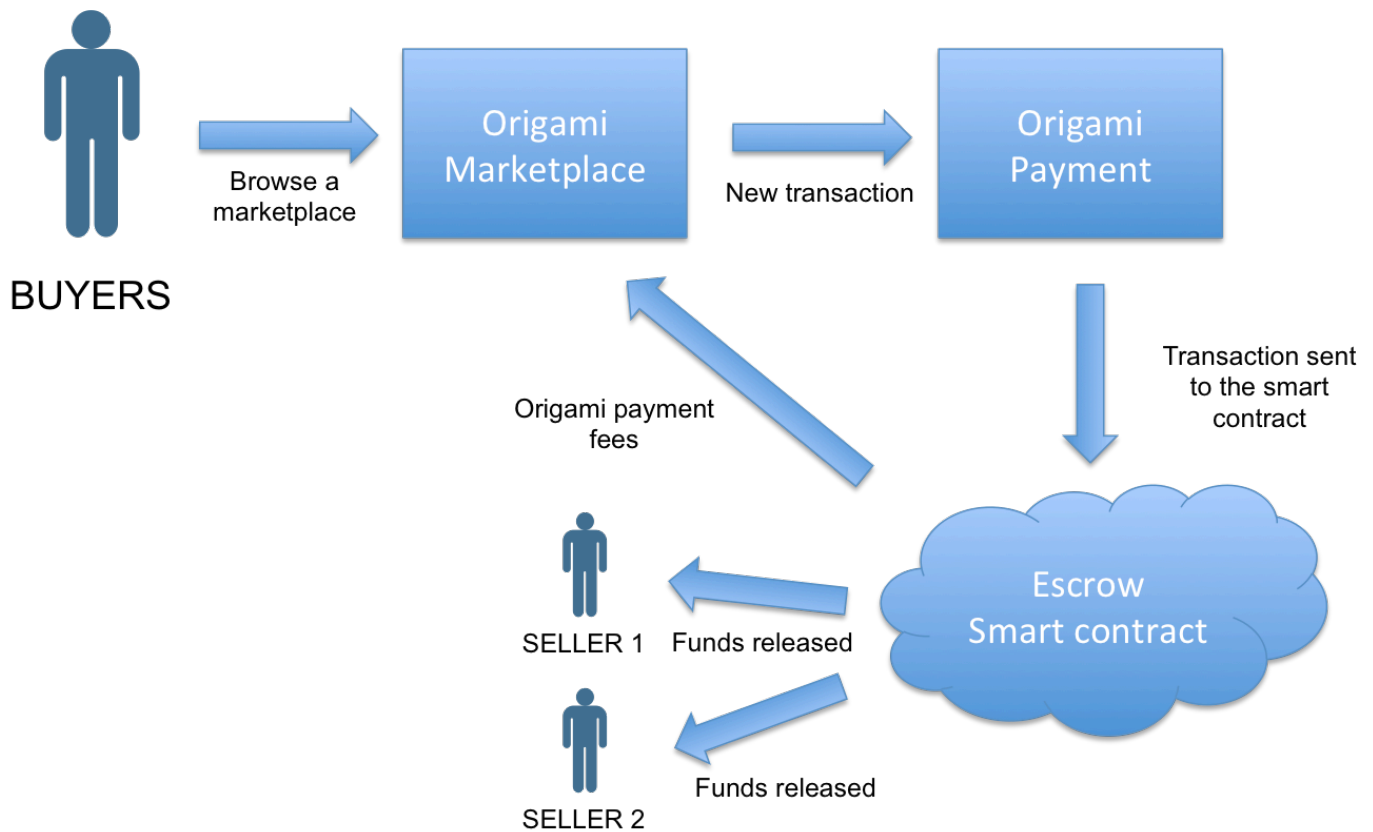 Origami
Marketplace
Origami
Payment
Browse a
marketplace
New transaction
BUYERS
Transaction sent
to the smart
contract
Origami payment
fees
Escrow
Smart contract
SELLER 1
Funds released
SELLER 2
Funds released